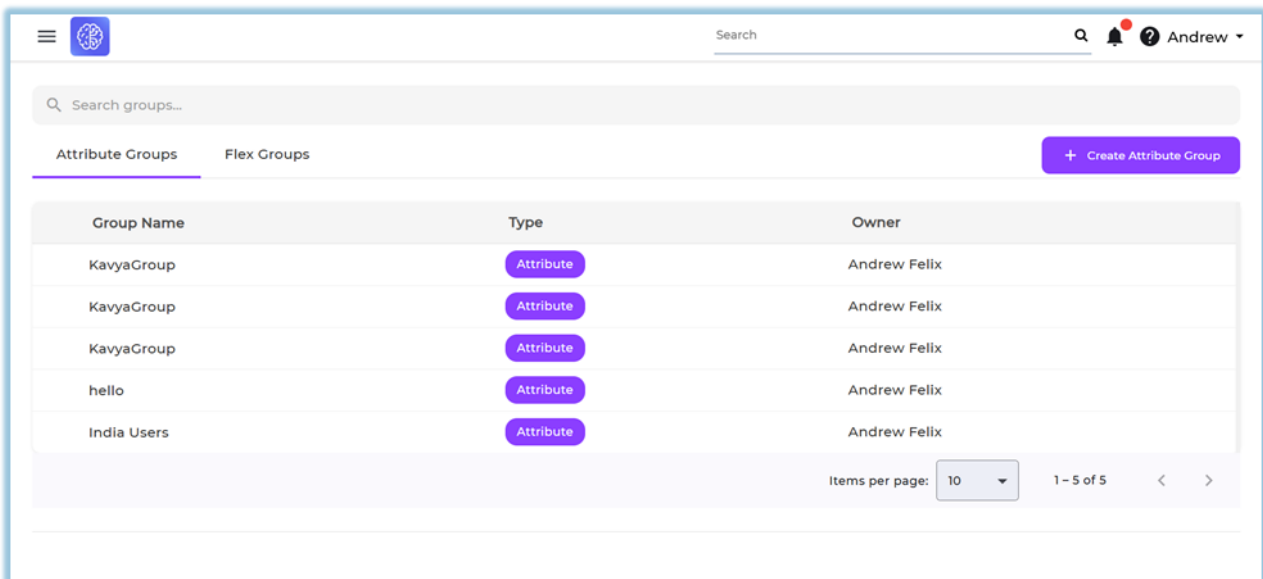 Search Andrew
Search groups...
Attribute Groups Flex Groups + Create Attribute Group
Group Name Type Owner
KavyaGroup Attribute Andrew Felix
KavyaGroup Attribute Andrew Felix
KavyaGroup Attribute Andrew Felix
hello Attribute Andrew Felix
India Users Attribute Andrew Felix
Items per page: 10 1 – 5 of 5